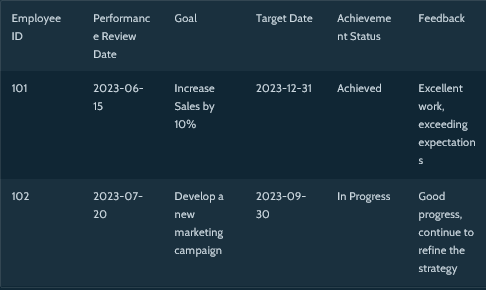 Employee ID
Performance Review Date
Goal
Target Date
Achievement Status
Feedback
101
2023-06-15
Increase Sales by 10%
2023-12-31
Achieved
Excellent work, exceeding expectations
102
2023-07-20
Develop a new marketing campaign
2023-09-30
In Progress
Good progress, continue to refine the strategy